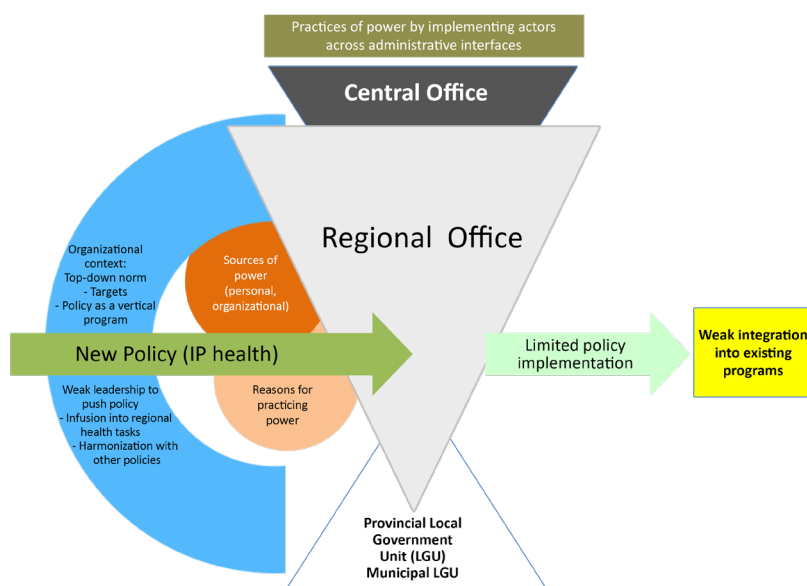 Practices of power by implementing actors
across administrative interfaces
Central Office
Regional Office
Organizational
context:
Top-down norm
- Targets
- Policy as a vertical
program
Sources of
power
(personal,
organizational)
New Policy (IP health)
Limited policy
implementation
Weak integration
into existing
programs
Weak leadership to
push policy
- Infusion into regional
health tasks
- Harmonization with
other policies
Reasons for
practicing
power
Provincial Local
Government
Unit (LGU)
Municipal LGU